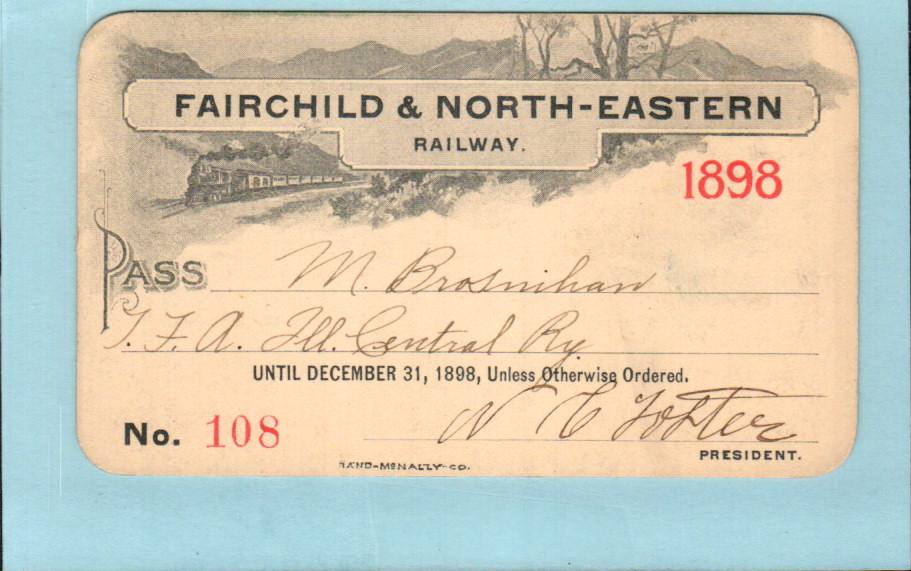 FAIRCHILD & NORTH-EASTERN
RAILWAY.
1898
PASS M. Brosnihan
T. F. A. Ill. Central Ry.
UNTIL DECEMBER 31, 1898, Unless Otherwise Ordered.
No. 108
N C Foster
PRESIDENT.
RAND-MCNALLY-CO.